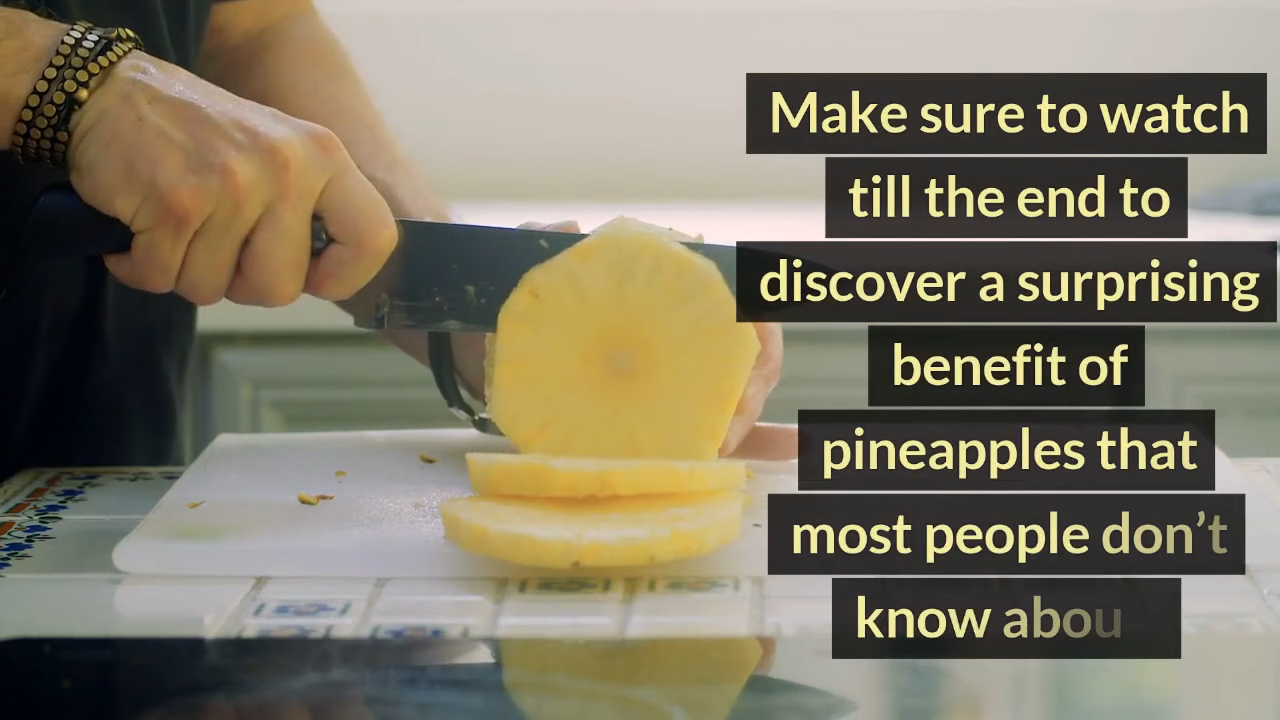 Make sure to watch
till the end to
discover a surprising
benefit of
pineapples that
most people don’t
know abou